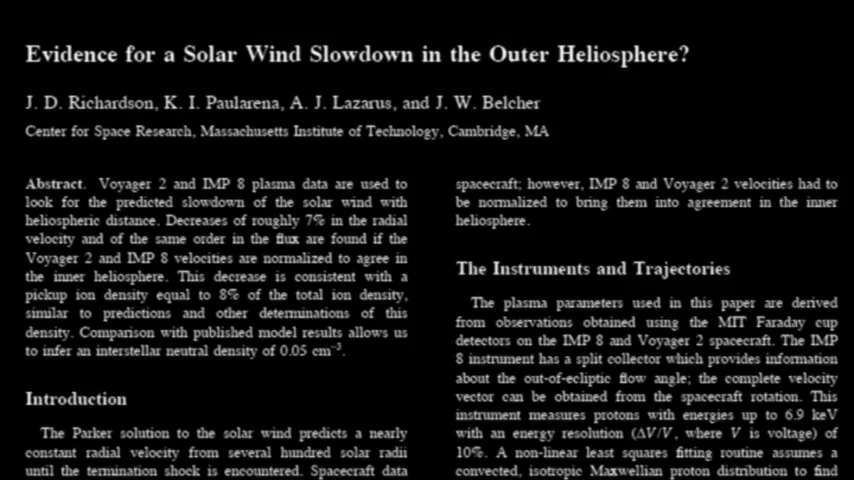 Evidence for a Solar Wind Slowdown in the Outer Heliosphere?
J. D. Richardson, K. I. Paularena, A. J. Lazarus, and J. W. Belcher
Center for Space Research, Massachusetts Institute of Technology, Cambridge, MA
Abstract. Voyager 2 and IMP 8 plasma data are used to
look for the predicted slowdown of the solar wind with
heliospheric distance. Decreases of roughly 7% in the radial
velocity and of the same order in the flux are found if the
Voyager 2 and IMP 8 velocities are normalized to agree in
the inner heliosphere. This decrease is consistent with a
pickup ion density equal to 8% of the total ion density,
similar to predictions and other determinations of this
density. Comparison with published model results allows us
to infer an interstellar neutral density of 0.05 cm⁻³.
Introduction
The Parker solution to the solar wind predicts a nearly
constant radial velocity from several hundred solar radii
until the termination shock is encountered. Spacecraft data
spacecraft; however, IMP 8 and Voyager 2 velocities had to
be normalized to bring them into agreement in the inner
heliosphere.
The Instruments and Trajectories
The plasma parameters used in this paper are derived
from observations obtained using the MIT Faraday cup
detectors on the IMP 8 and Voyager 2 spacecraft. The IMP
8 instrument has a split collector which provides information
about the out-of-ecliptic flow angle; the complete velocity
vector can be obtained from the spacecraft rotation. This
instrument measures protons with energies up to 6.9 keV
with an energy resolution (ΔV/V, where V is voltage) of
10%. A non-linear least squares fitting routine assumes a
convected, isotropic Maxwellian proton distribution to find